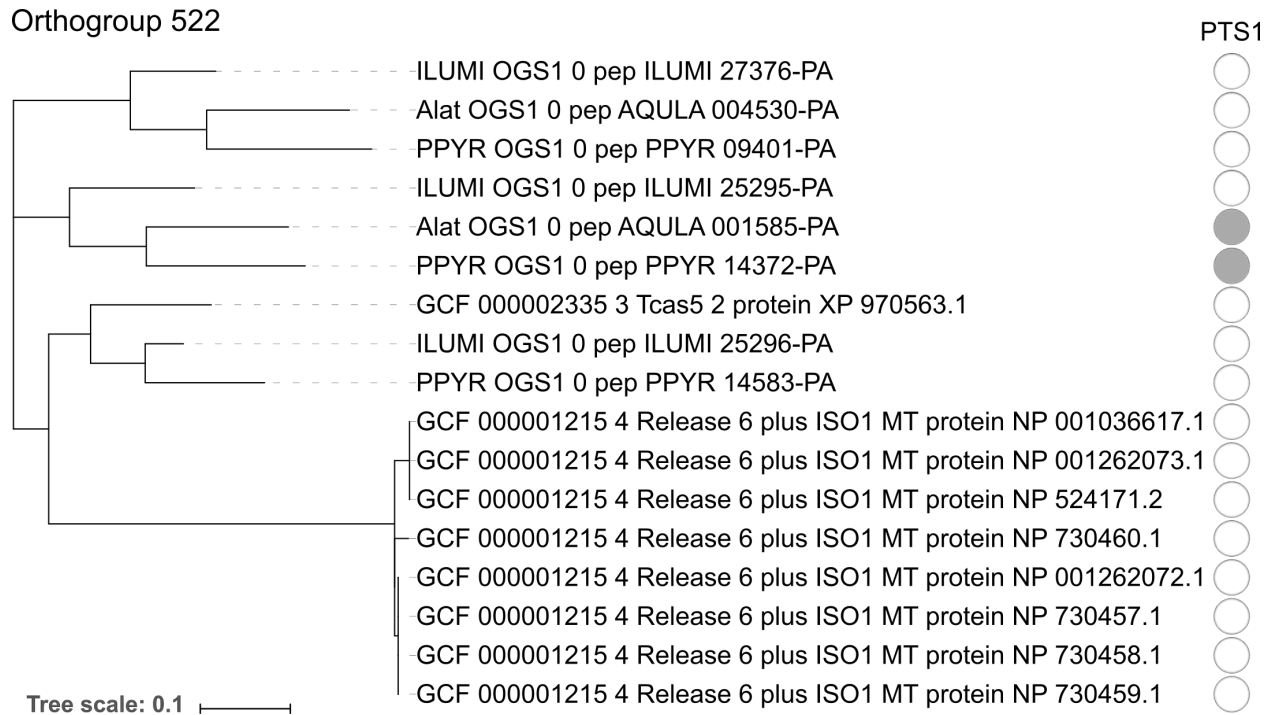 Orthogroup 522
PTS1
ILUMI OGS1 0 pep ILUMI 27376-PA
Alat OGS1 0 pep AQULA 004530-PA
PPYR OGS1 0 pep PPYR 09401-PA
ILUMI OGS1 0 pep ILUMI 25295-PA
Alat OGS1 0 pep AQULA 001585-PA
PPYR OGS1 0 pep PPYR 14372-PA
GCF 000002335 3 Tcas5 2 protein XP 970563.1
ILUMI OGS1 0 pep ILUMI 25296-PA
PPYR OGS1 0 pep PPYR 14583-PA
GCF 000001215 4 Release 6 plus ISO1 MT protein NP 001036617.1
GCF 000001215 4 Release 6 plus ISO1 MT protein NP 001262073.1
GCF 000001215 4 Release 6 plus ISO1 MT protein NP 524171.2
GCF 000001215 4 Release 6 plus ISO1 MT protein NP 730460.1
GCF 000001215 4 Release 6 plus ISO1 MT protein NP 001262072.1
GCF 000001215 4 Release 6 plus ISO1 MT protein NP 730457.1
GCF 000001215 4 Release 6 plus ISO1 MT protein NP 730458.1
GCF 000001215 4 Release 6 plus ISO1 MT protein NP 730459.1
Tree scale: 0.1